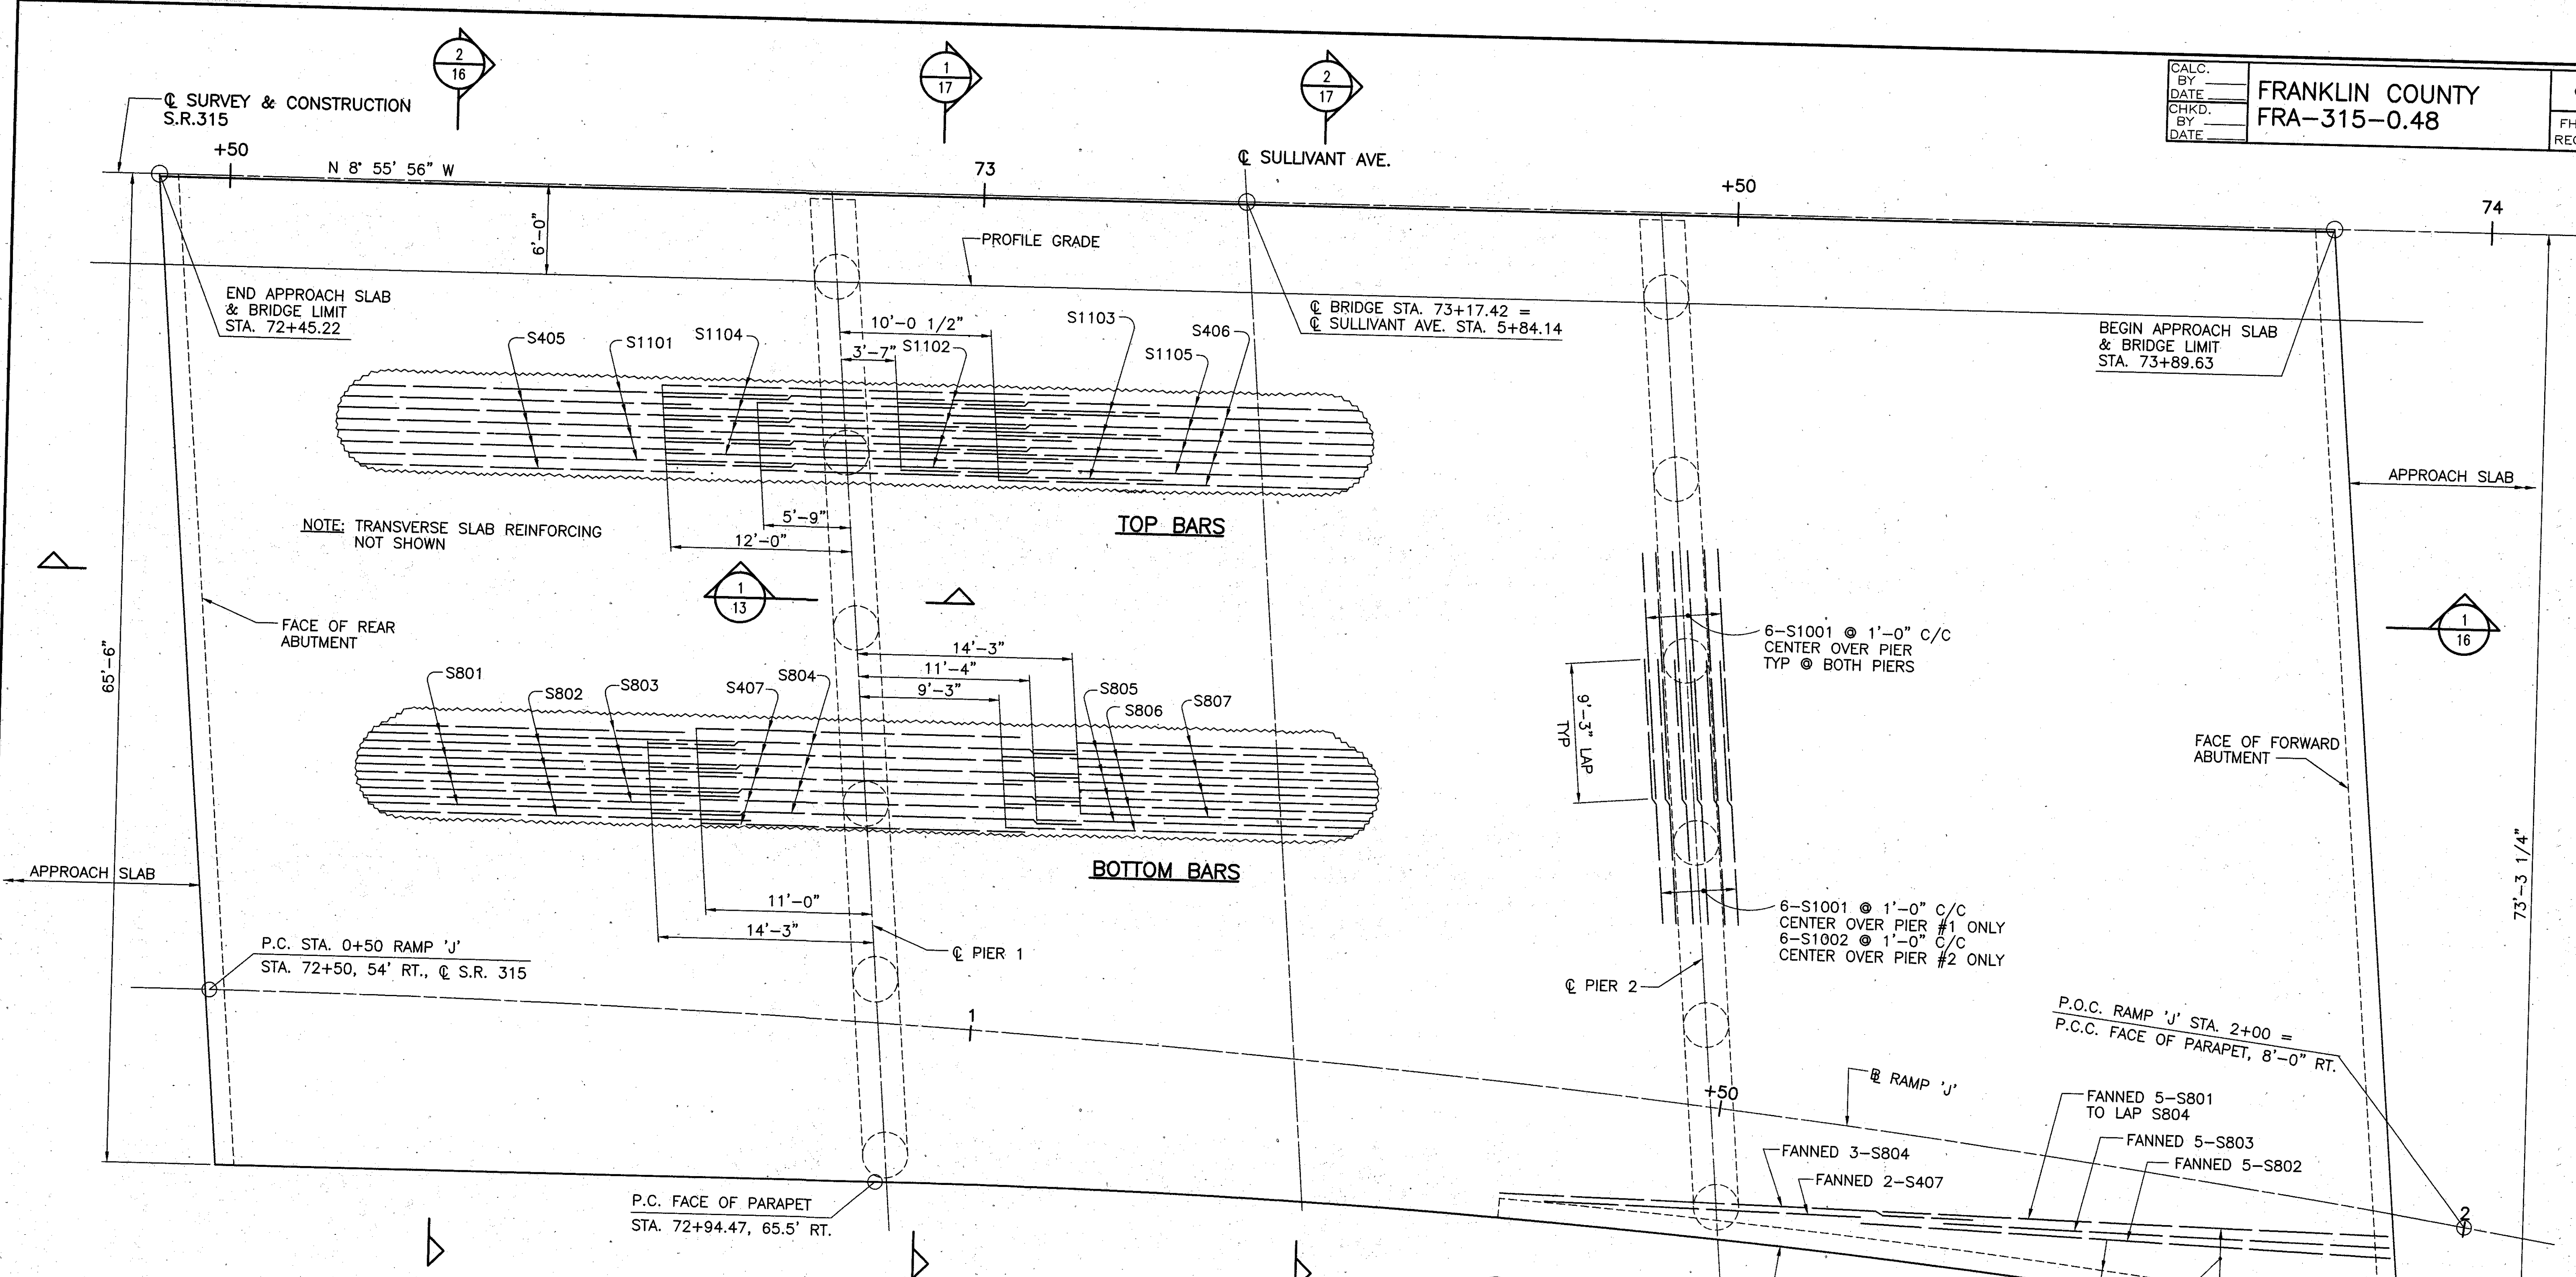 2
16
1
17
2
17
CALC.
BY
DATE
CHKD.
BY
DATE
FRANKLIN COUNTY
FRA-315-0.48
℄ SURVEY & CONSTRUCTION
S.R.315
+50
N 8° 55' 56" W
73
℄ SULLIVANT AVE.
+50
74
6'-0"
PROFILE GRADE
END APPROACH SLAB
& BRIDGE LIMIT
STA. 72+45.22
℄ BRIDGE STA. 73+17.42 =
℄ SULLIVANT AVE. STA. 5+84.14
BEGIN APPROACH SLAB
& BRIDGE LIMIT
STA. 73+89.63
S405
S1101
S1104
10'-0 1/2"
3'-7"
S1102
S1103
S1105
S406
5'-9"
12'-0"
TOP BARS
APPROACH SLAB
NOTE: TRANSVERSE SLAB REINFORCING
NOT SHOWN
1
13
1
16
FACE OF REAR
ABUTMENT
65'-6"
6-S1001 @ 1'-0" C/C
CENTER OVER PIER
TYP @ BOTH PIERS
9'-3" LAP
TYP
S801
S802
S803
S407
S804
14'-3"
11'-4"
9'-3"
S805
S806
S807
FACE OF FORWARD
ABUTMENT
73'-3 1/4"
BOTTOM BARS
APPROACH SLAB
11'-0"
14'-3"
℄ PIER 1
6-S1001 @ 1'-0" C/C
CENTER OVER PIER #1 ONLY
6-S1002 @ 1'-0" C/C
CENTER OVER PIER #2 ONLY
℄ PIER 2
P.C. STA. 0+50 RAMP 'J'
STA. 72+50, 54' RT., ℄ S.R. 315
1
+50
P.O.C. RAMP 'J' STA. 2+00 =
P.C.C. FACE OF PARAPET, 8'-0" RT.
BL RAMP 'J'
FANNED 5-S801
TO LAP S804
FANNED 5-S803
FANNED 5-S802
FANNED 3-S804
FANNED 2-S407
2
P.C. FACE OF PARAPET
STA. 72+94.47, 65.5' RT.